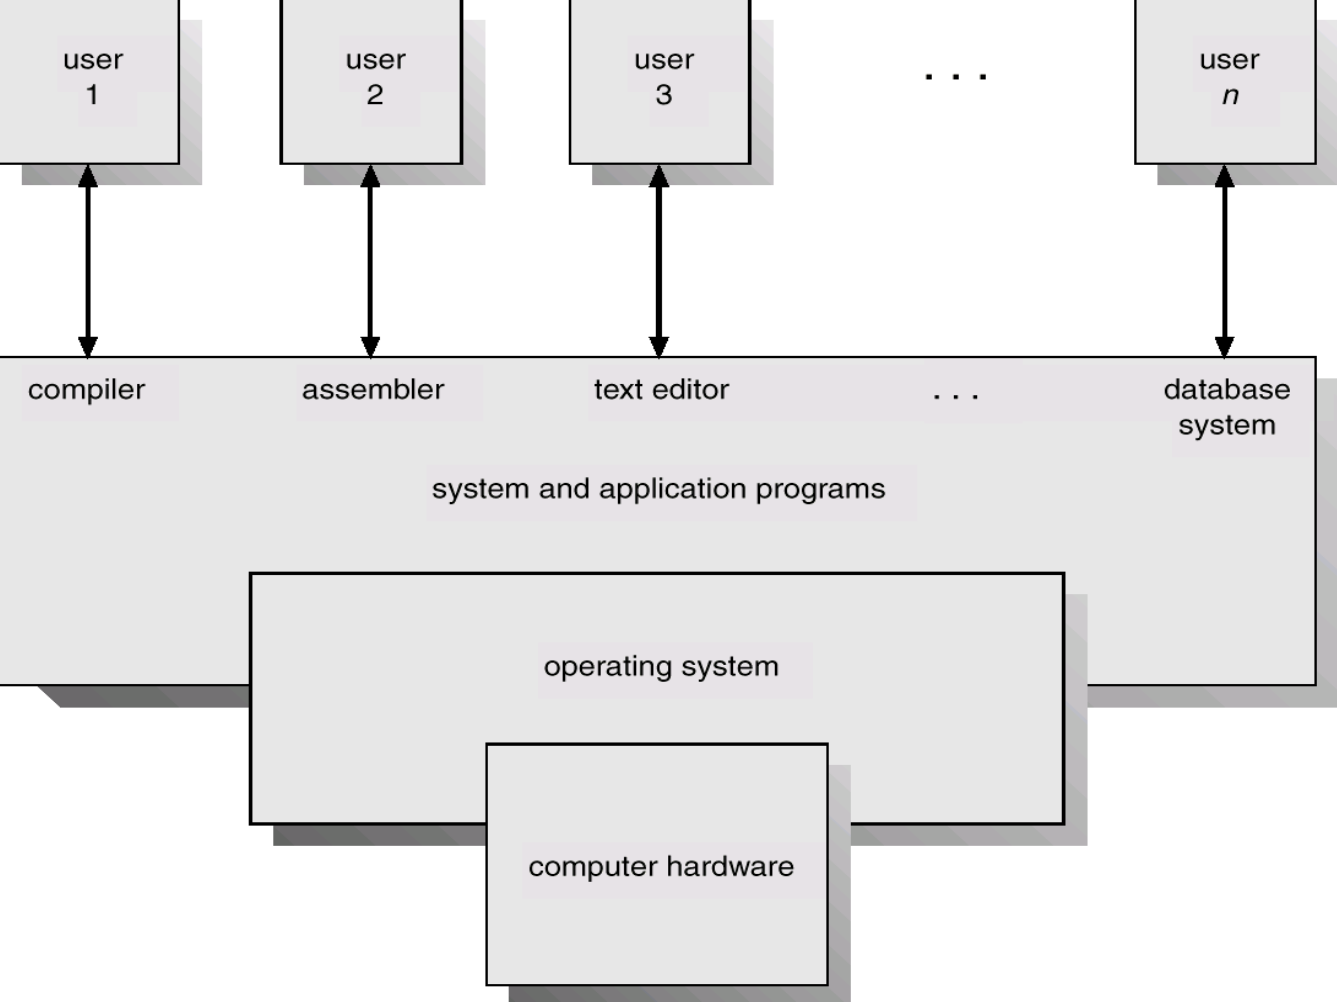 user
1
user
2
user
3
. . .
user
n
compiler
assembler
text editor
. . .
database
system
system and application programs
operating system
computer hardware